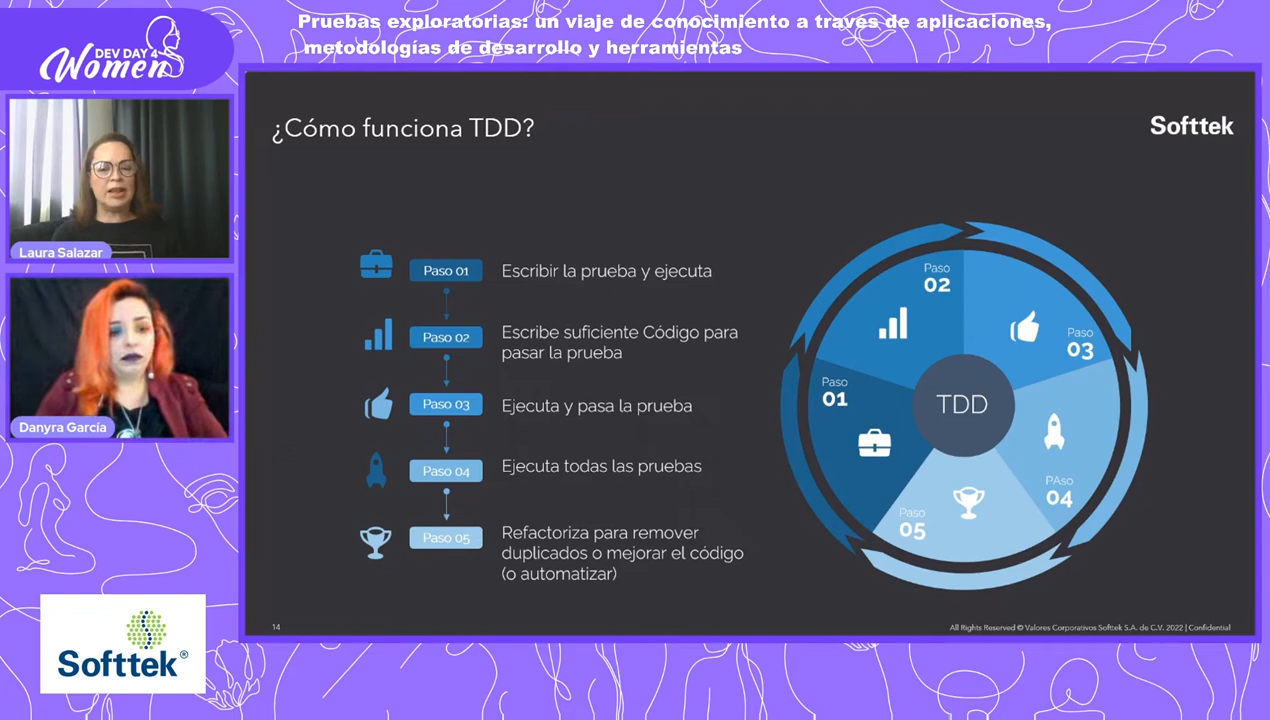 Pruebas exploratorias: un viaje de conocimiento a través de aplicaciones,
metodologías de desarrollo y herramientas
DEV DAY 4
Women
Laura Salazar
Danyra García
Softtek®
¿Cómo funciona TDD?
Softtek
Paso 01
Escribir la prueba y ejecuta
Paso 02
Escribe suficiente Código para
pasar la prueba
Paso 03
Ejecuta y pasa la prueba
Paso 04
Ejecuta todas las pruebas
Paso 05
Refactoriza para remover
duplicados o mejorar el código
(o automatizar)
Paso
01
Paso
02
Paso
03
PAso
04
Paso
05
TDD
14
All Rights Reserved © Valores Corporativos Softtek S.A. de C.V. 2022 | Confidential